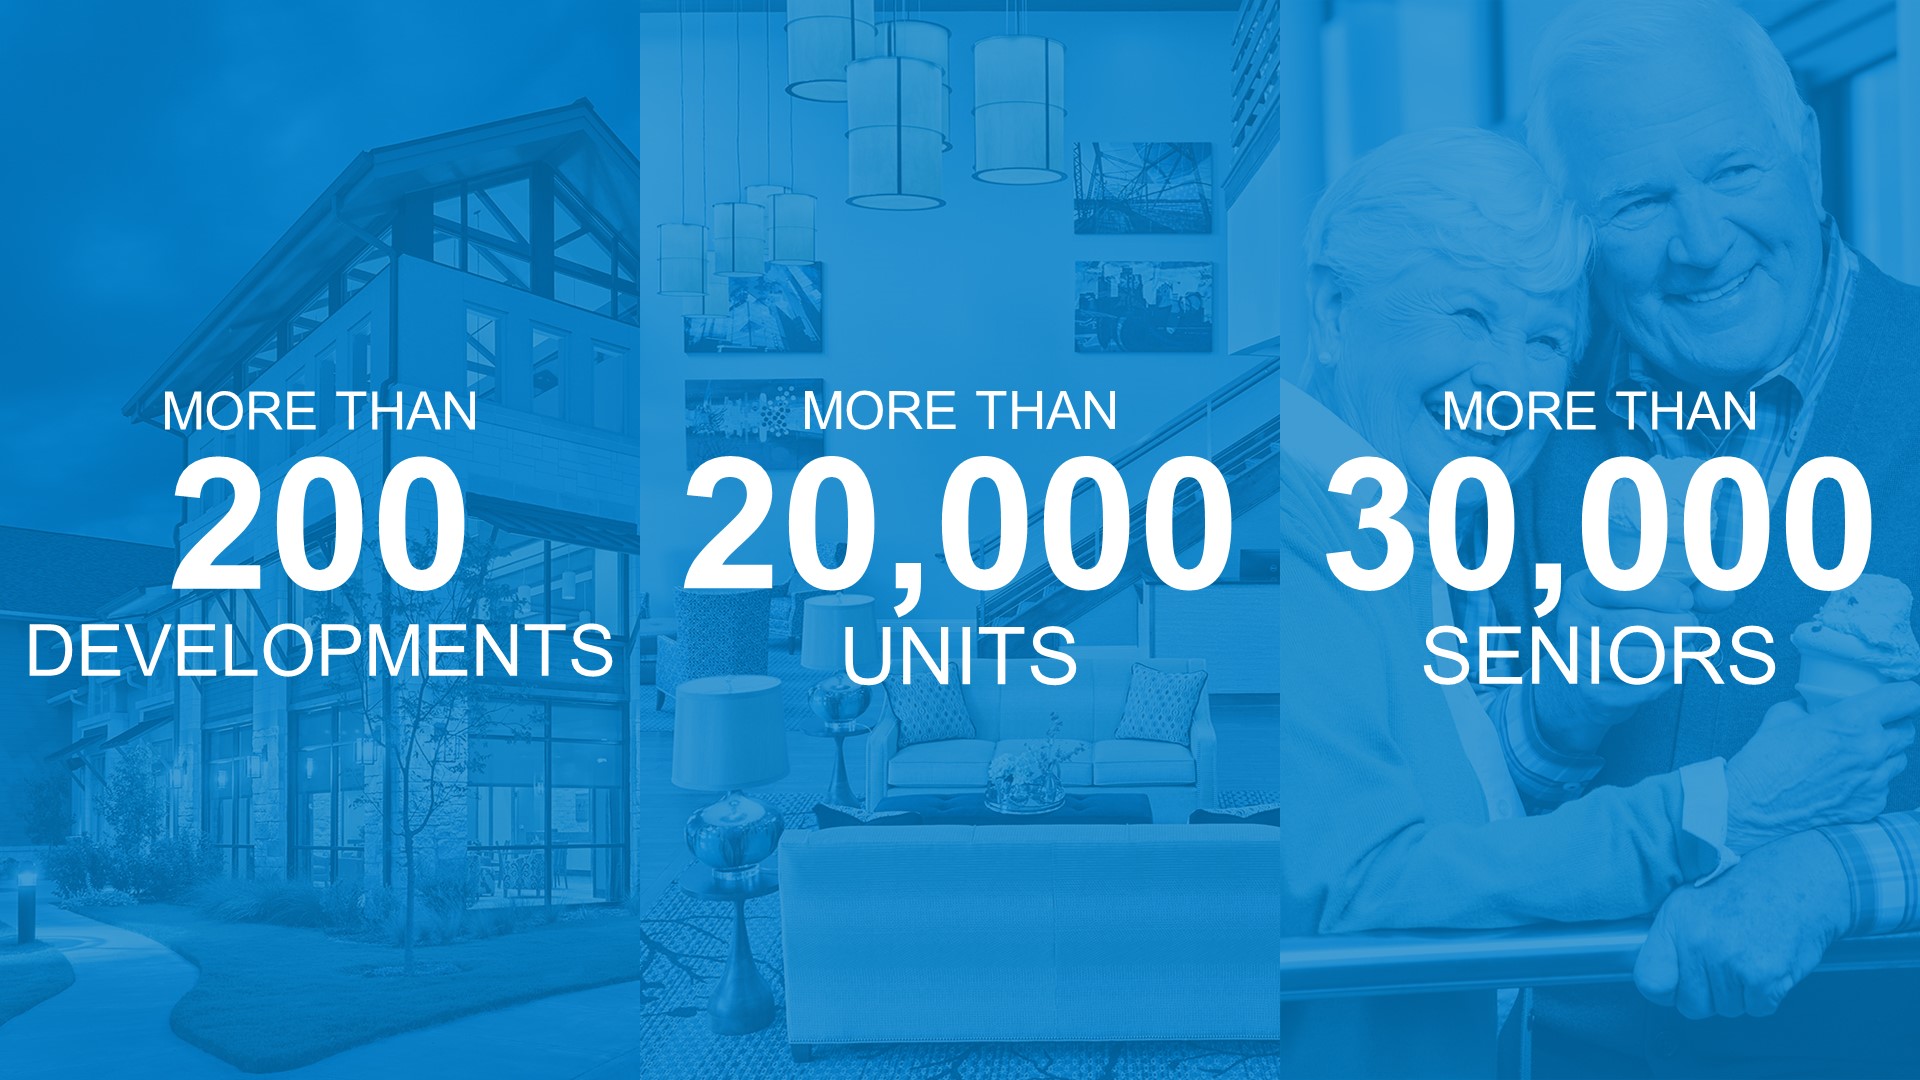 MORE THAN
200
DEVELOPMENTS
MORE THAN
20,000
UNITS
MORE THAN
30,000
SENIORS